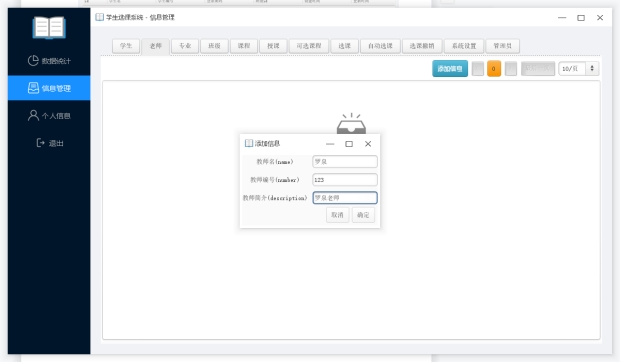 学生选课系统 - 信息管理
数据统计
信息管理
个人信息
退出
学生 老师 专业 班级 课程 授课 可选课程 选课 自动选课 选课撤销 系统设置 管理员
添加信息 0 10/页
添加信息
教师名(name) 罗泉
教师编号(number) 123
教师简介(description) 罗泉老师
取消 确定